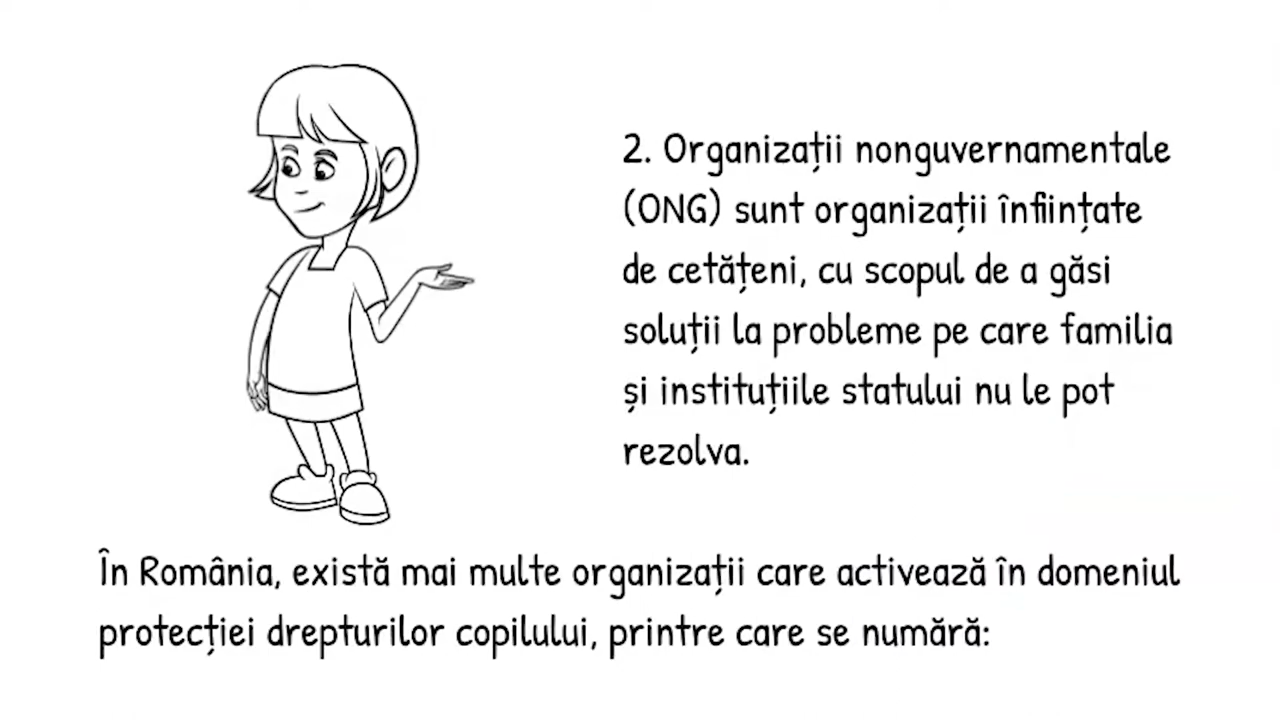 2. Organizații nonguvernamentale
(ONG) sunt organizații înființate
de cetățeni, cu scopul de a găsi
soluții la probleme pe care familia
și instituțiile statului nu le pot
rezolva.
În România, există mai multe organizații care activează în domeniul
protecției drepturilor copilului, printre care se numără: